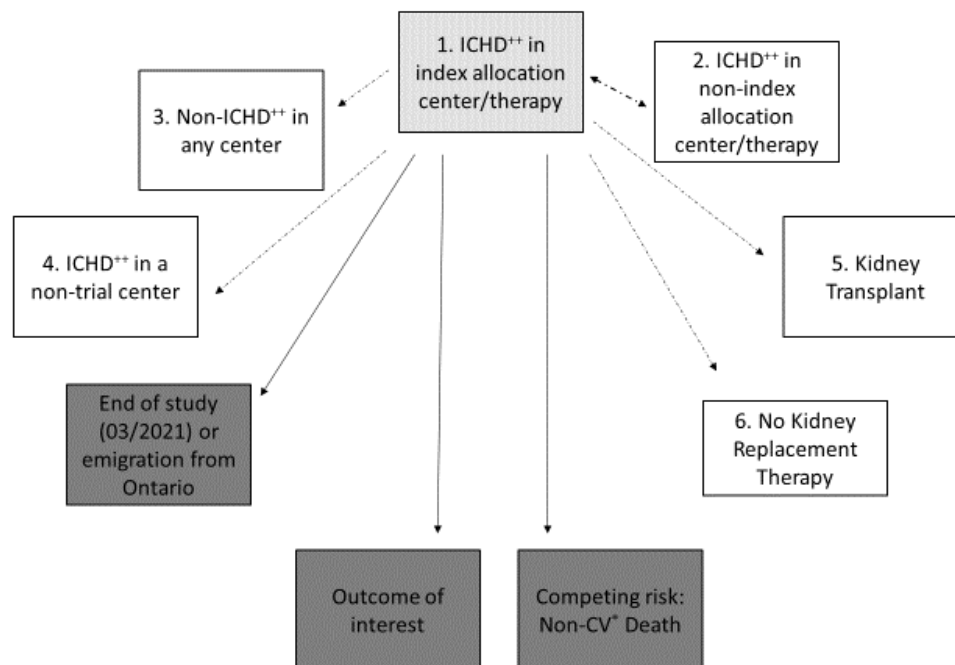 1. ICHD⁺⁺ in
index allocation
center/therapy
2. ICHD⁺⁺ in
non-index
allocation
center/therapy
3. Non-ICHD⁺⁺ in
any center
4. ICHD⁺⁺ in a
non-trial center
5. Kidney
Transplant
End of study
(03/2021) or
emigration from
Ontario
6. No Kidney
Replacement
Therapy
Outcome of
interest
Competing risk:
Non-CV* Death